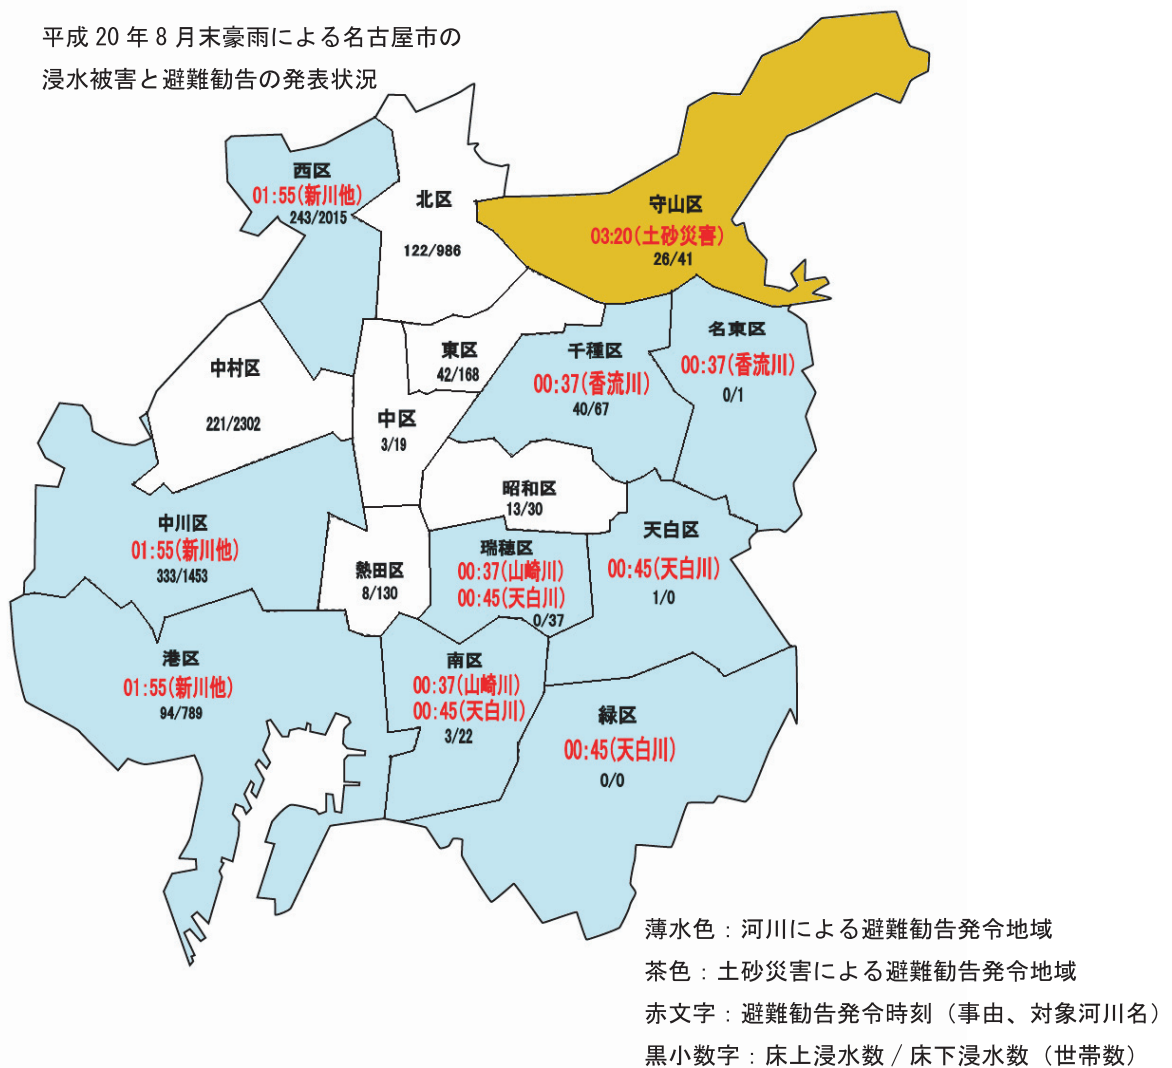 平成 20 年 8 月末豪雨による名古屋市の
浸水被害と避難勧告の発表状況
西区
01:55(新川他)
243/2015
北区
122/986
守山区
03:20(土砂災害)
26/41
名東区
00:37(香流川)
0/1
千種区
00:37(香流川)
40/67
東区
42/168
中村区
221/2302
中区
3/19
昭和区
13/30
中川区
01:55(新川他)
333/1453
熱田区
8/130
瑞穂区
00:37(山崎川)
00:45(天白川)
0/37
天白区
00:45(天白川)
1/0
港区
01:55(新川他)
94/789
南区
00:37(山崎川)
00:45(天白川)
3/22
緑区
00:45(天白川)
0/0
薄水色：河川による避難勧告発令地域
茶色：土砂災害による避難勧告発令地域
赤文字：避難勧告発令時刻（事由、対象河川名）
黒小数字：床上浸水数 / 床下浸水数（世帯数）